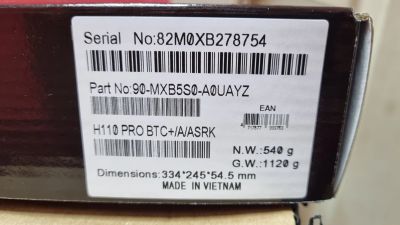 Serial No:82M0XB278754
Part No:90-MXB5S0-A0UAYZ
EAN
H110 PRO BTC+/A/ASRK
N.W.:540 g
G.W.:1120 g
Dimensions:334*245*54.5 mm
MADE IN VIETNAM